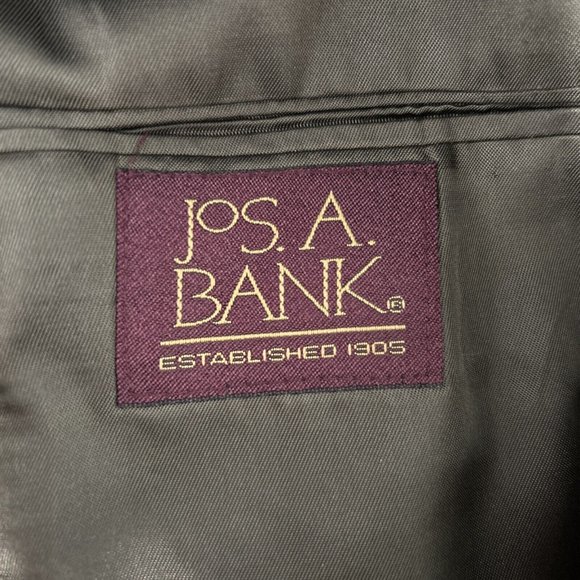 JoS. A.
BANK®
ESTABLISHED 1905